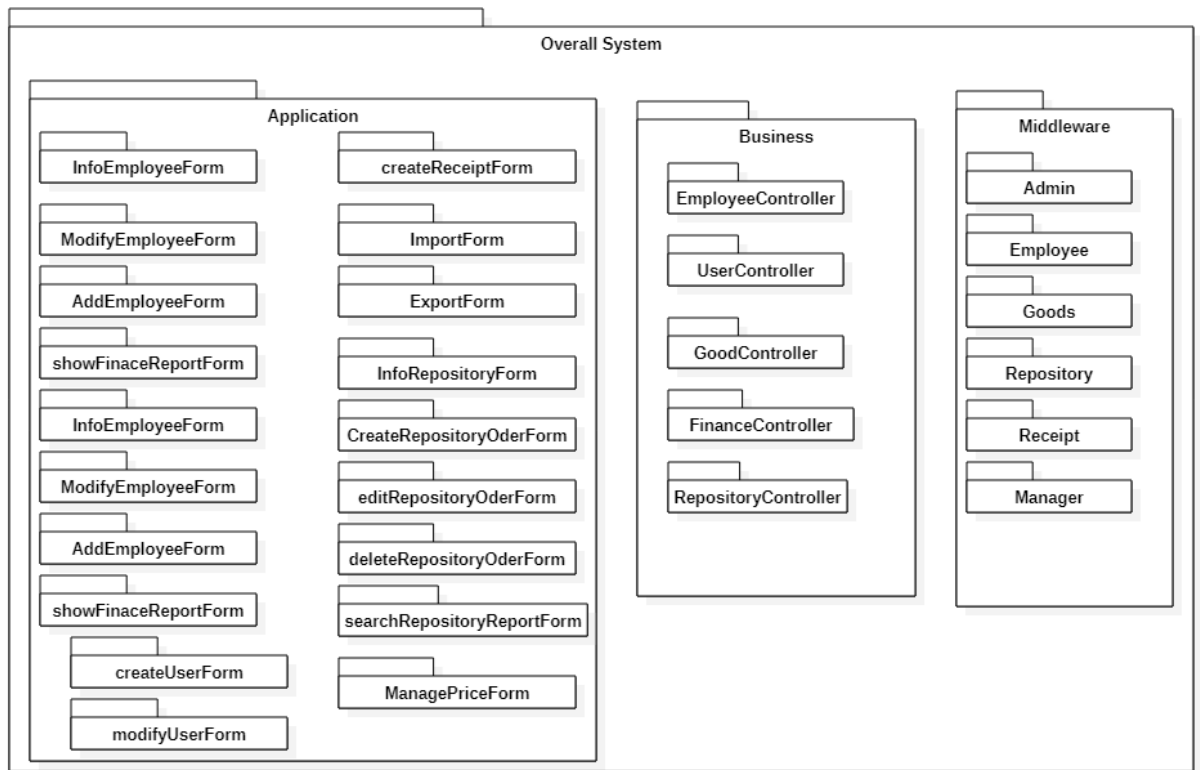 Overall System
Application
InfoEmployeeForm
ModifyEmployeeForm
AddEmployeeForm
showFinaceReportForm
InfoEmployeeForm
ModifyEmployeeForm
AddEmployeeForm
showFinaceReportForm
createUserForm
modifyUserForm
createReceiptForm
ImportForm
ExportForm
InfoRepositoryForm
CreateRepositoryOderForm
editRepositoryOderForm
deleteRepositoryOderForm
searchRepositoryReportForm
ManagePriceForm
Business
EmployeeController
UserController
GoodController
FinanceController
RepositoryController
Middleware
Admin
Employee
Goods
Repository
Receipt
Manager